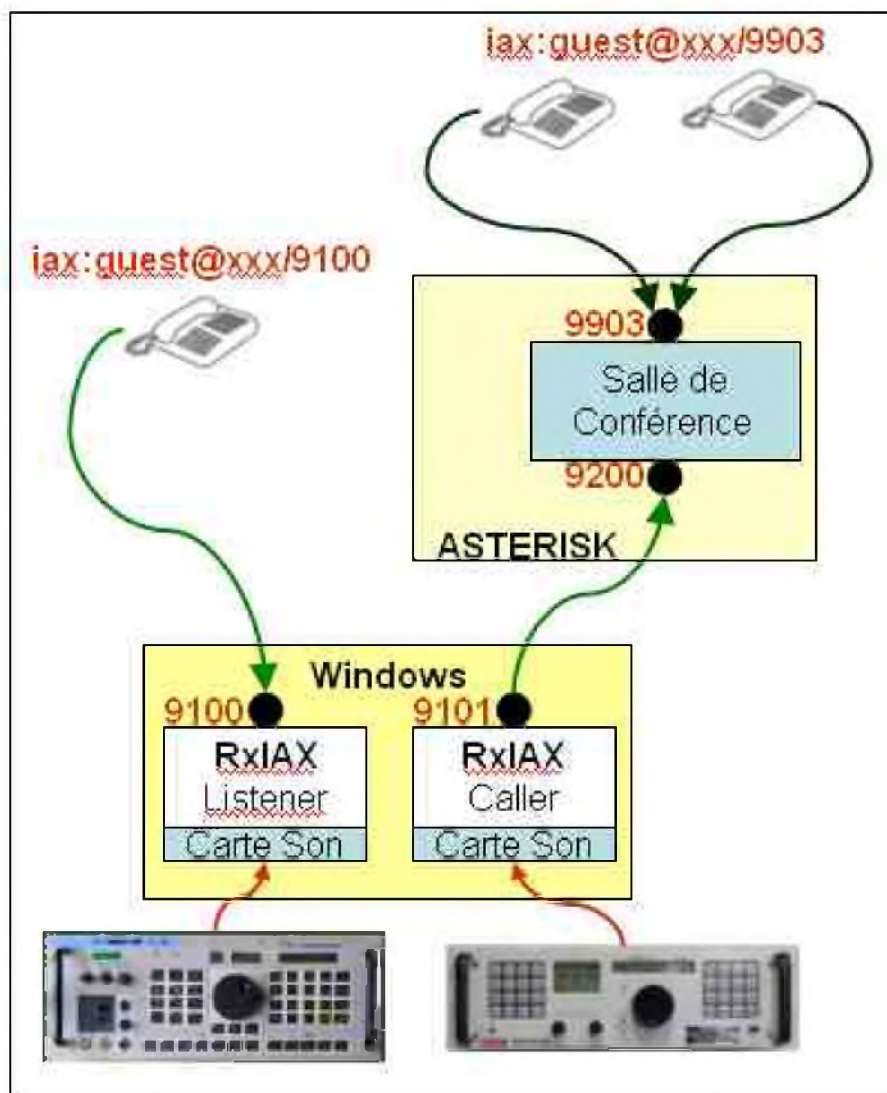 iax:guest@xxx/9903
iax:guest@xxx/9100
9903
Salle de
Conférence
9200
ASTERISK
Windows
9100
9101
RxIAX
Listener
Carte Son
RxIAX
Caller
Carte Son